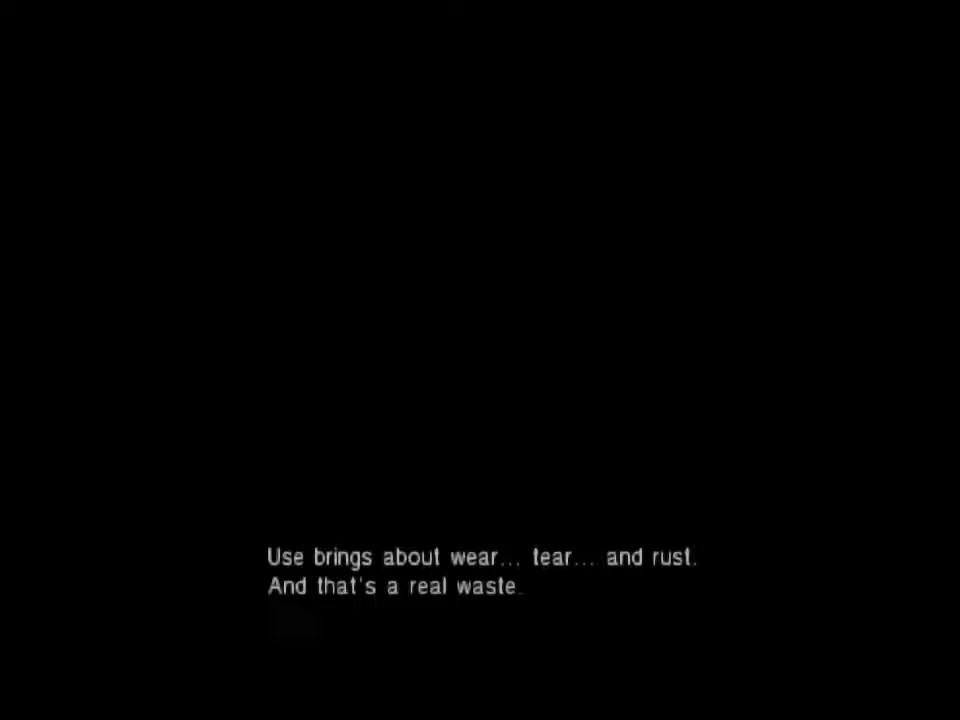 Use brings about wear... tear... and rust.
And that's a real waste.